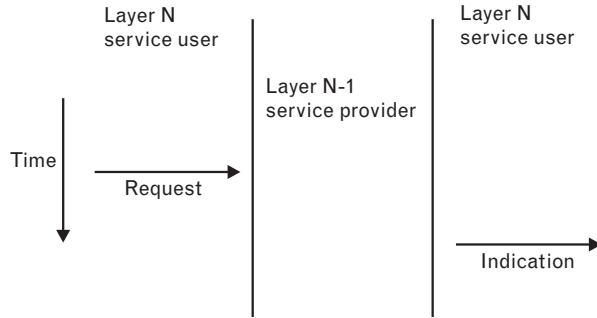 Layer N
service user
Layer N
service user
Layer N-1
service provider
Time
Request
Indication